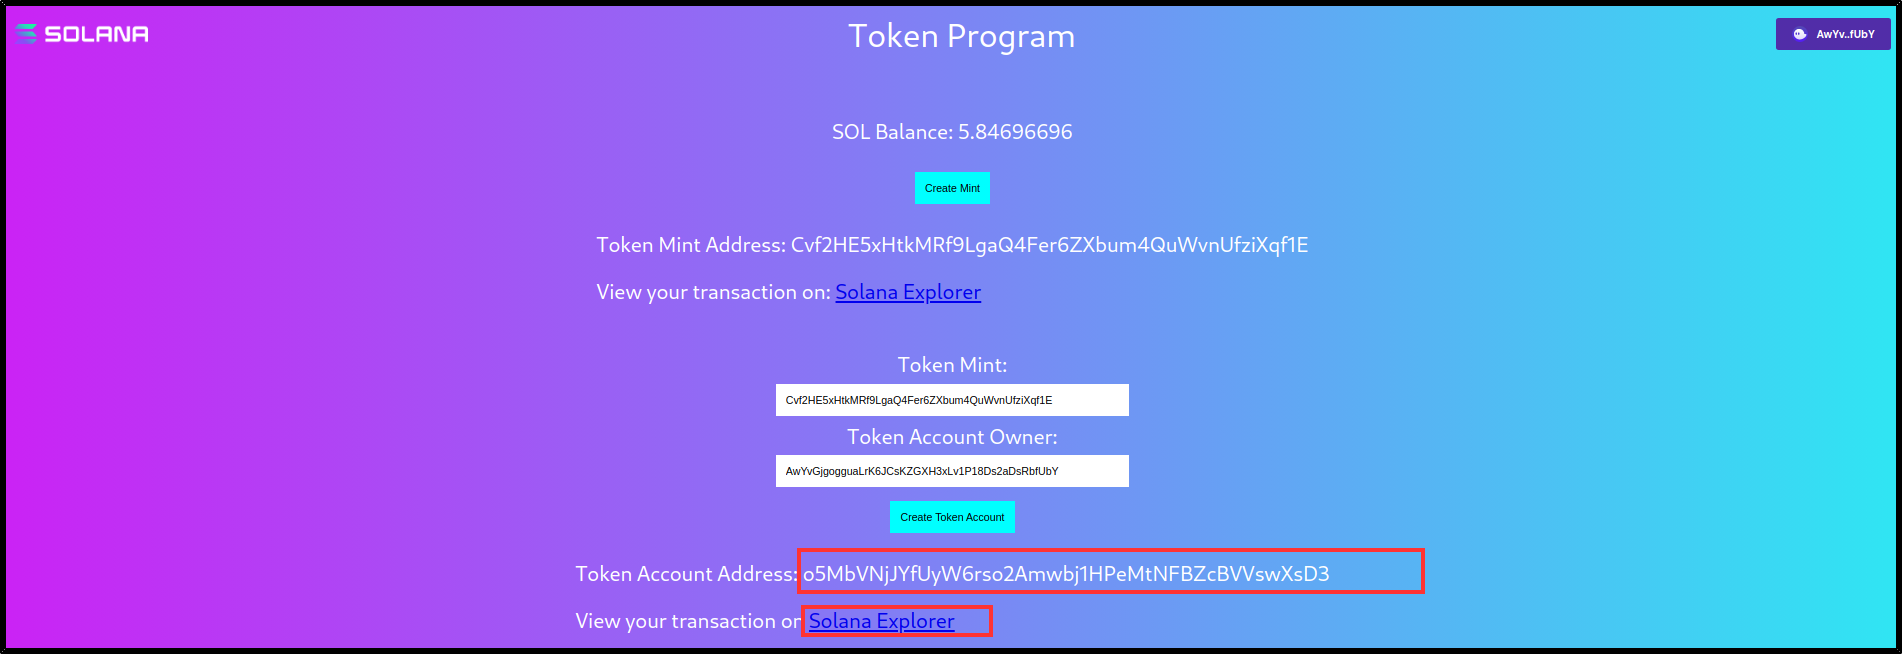 SOLANA
Token Program
AwYv..fUbY
SOL Balance: 5.84696696
Create Mint
Token Mint Address: Cvf2HE5xHtkMRf9LgaQ4Fer6ZXbum4QuWvnUfziXqf1E
View your transaction on: Solana Explorer
Token Mint:
Cvf2HE5xHtkMRf9LgaQ4Fer6ZXbum4QuWvnUfziXqf1E
Token Account Owner:
AwYvGjgogguaLrK6JCsKZGXH3xLv1P18Ds2aDsRbfUbY
Create Token Account
Token Account Address: o5MbVNjJYfUyW6rso2Amwbj1HPeMtNFBZcBVVswXsD3
View your transaction on Solana Explorer